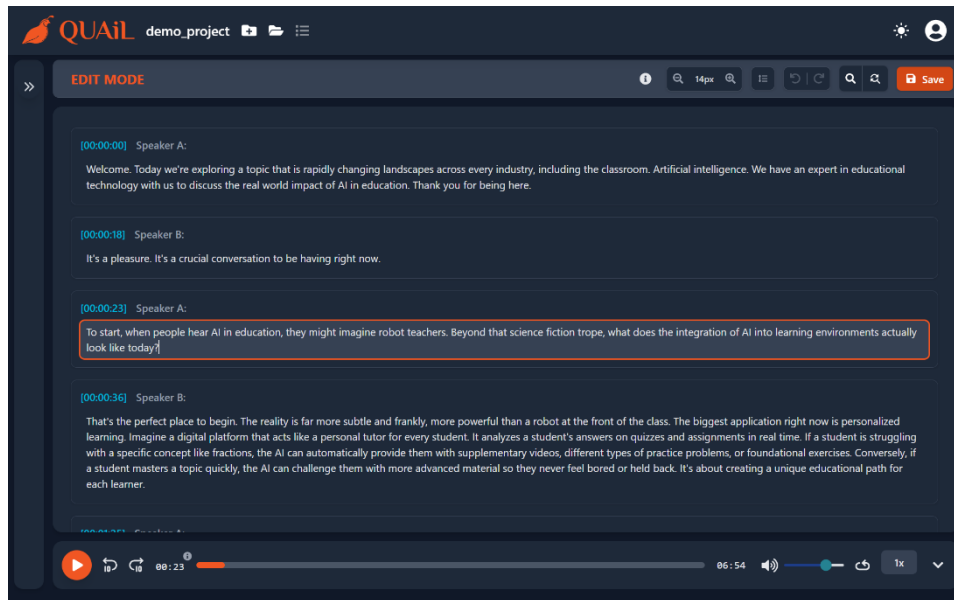 QUAiL demo_project
EDIT MODE
14px
Save
[00:00:00] Speaker A:
Welcome. Today we're exploring a topic that is rapidly changing landscapes across every industry, including the classroom. Artificial intelligence. We have an expert in educational
technology with us to discuss the real world impact of AI in education. Thank you for being here.
[00:00:18] Speaker B:
It's a pleasure. It's a crucial conversation to be having right now.
[00:00:23] Speaker A:
To start, when people hear AI in education, they might imagine robot teachers. Beyond that science fiction trope, what does the integration of AI into learning environments actually
look like today?
[00:00:36] Speaker B:
That's the perfect place to begin. The reality is far more subtle and frankly, more powerful than a robot at the front of the class. The biggest application right now is personalized
learning. Imagine a digital platform that acts like a personal tutor for every student. It analyzes a student's answers on quizzes and assignments in real time. If a student is struggling
with a specific concept like fractions, the AI can automatically provide them with supplementary videos, different types of practice problems, or foundational exercises. Conversely, if
a student masters a topic quickly, the AI can challenge them with more advanced material so they never feel bored or held back. It's about creating a unique educational path for
each learner.
10 10 00:23 06:54 1x